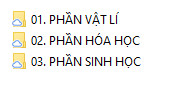 01. PHẦN VẬT LÍ
02. PHẦN HÓA HỌC
03. PHẦN SINH HỌC